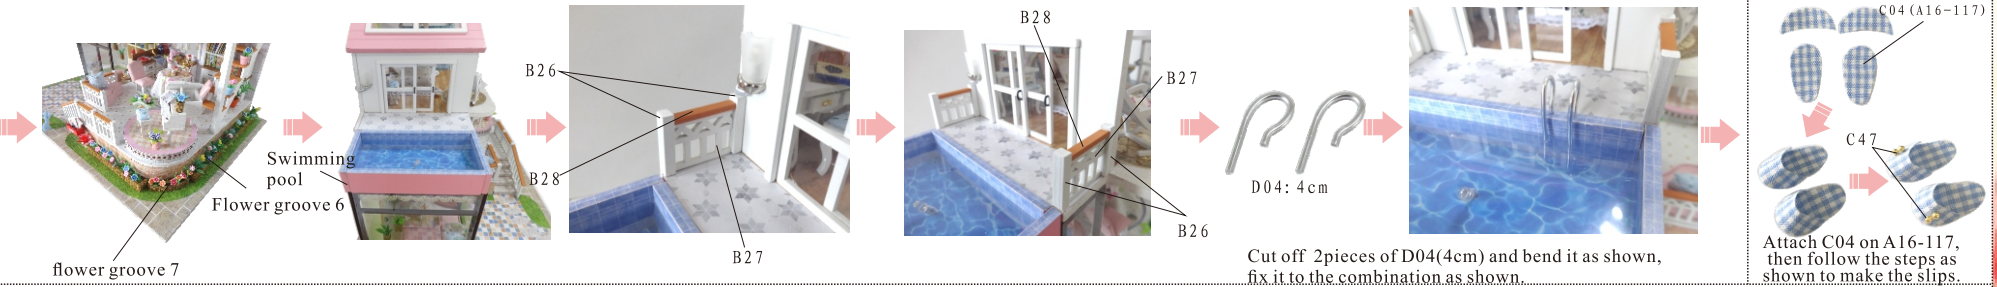 flower groove 7
Flower groove 6
Swimming
pool
B26
B28
B27
B28
B27
B26
D04:4cm
Cut off 2pieces of D04(4cm) and bend it as shown,
fix it to the combination as shown.
C04(A16-117)
C47
Attach C04 on A16-117,
then follow the steps as
shown to make the slips.